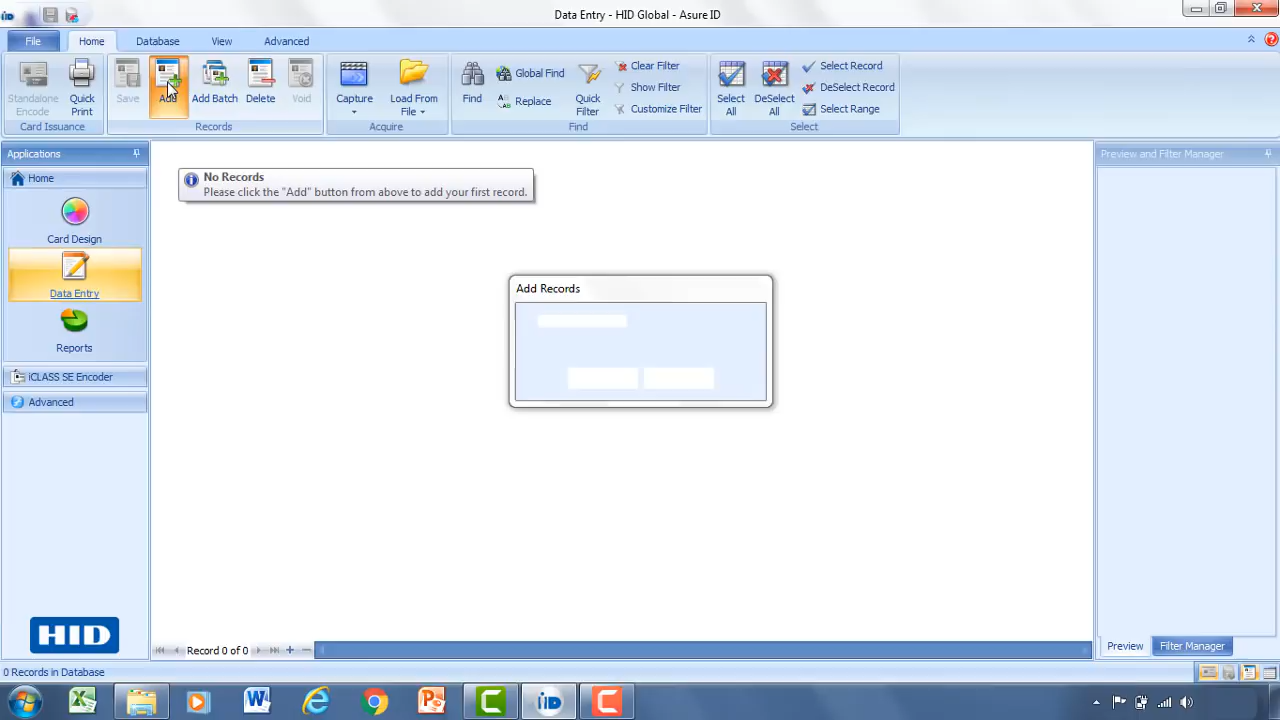 Data Entry - HID Global - Asure ID
File Home Database View Advanced
Standalone Encode
Quick Print
Card Issuance
Save
Add
Add Batch
Delete
Void
Records
Capture
Load From File
Acquire
Find
Global Find
Replace
Quick Filter
Clear Filter
Show Filter
Customize Filter
Find
Select All
DeSelect All
Select Record
DeSelect Record
Select Range
Select
Applications
Home
Card Design
Data Entry
Reports
iCLASS SE Encoder
Advanced
HID
No Records
Please click the "Add" button from above to add your first record.
Add Records
Preview and Filter Manager
Record 0 of 0
Preview
Filter Manager
0 Records in Database